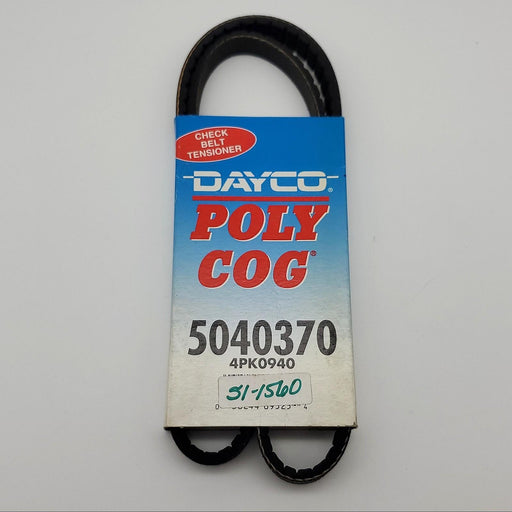 CHECK
BELT
TENSIONER
DAYCO®
POLY
COG®
5040370
4PK0940
51-1560